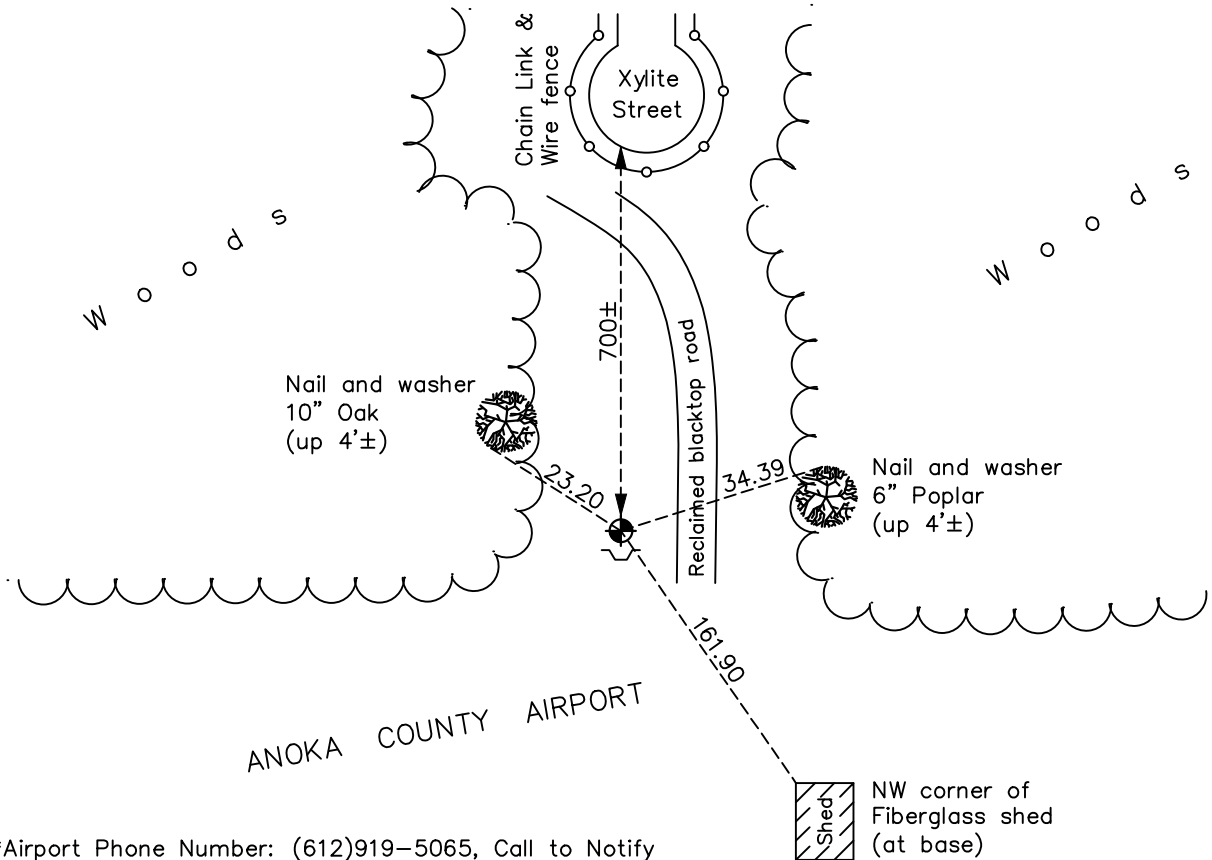 Chain Link &
Wire fence
Xylite
Street
Woods
Woods
700±
Reclaimed blacktop road
Nail and washer
10" Oak
(up 4'±)
23.20
34.39
Nail and washer
6" Poplar
(up 4'±)
161.90
ANOKA COUNTY AIRPORT
Shed
NW corner of
Fiberglass shed
(at base)
*Airport Phone Number: (612)919-5065, Call to Notify